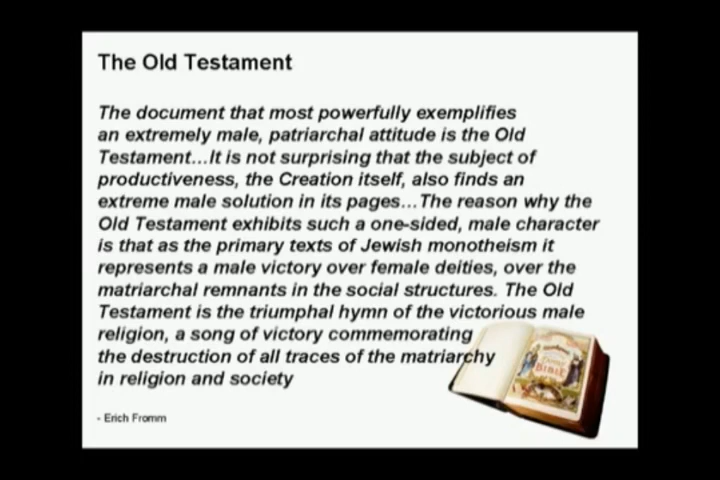 The Old Testament
The document that most powerfully exemplifies
an extremely male, patriarchal attitude is the Old
Testament...It is not surprising that the subject of
productiveness, the Creation itself, also finds an
extreme male solution in its pages...The reason why the
Old Testament exhibits such a one-sided, male character
is that as the primary texts of Jewish monotheism it
represents a male victory over female deities, over the
matriarchal remnants in the social structures. The Old
Testament is the triumphal hymn of the victorious male
religion, a song of victory commemorating
the destruction of all traces of the matriarchy
in religion and society
- Erich Fromm
BIBLE